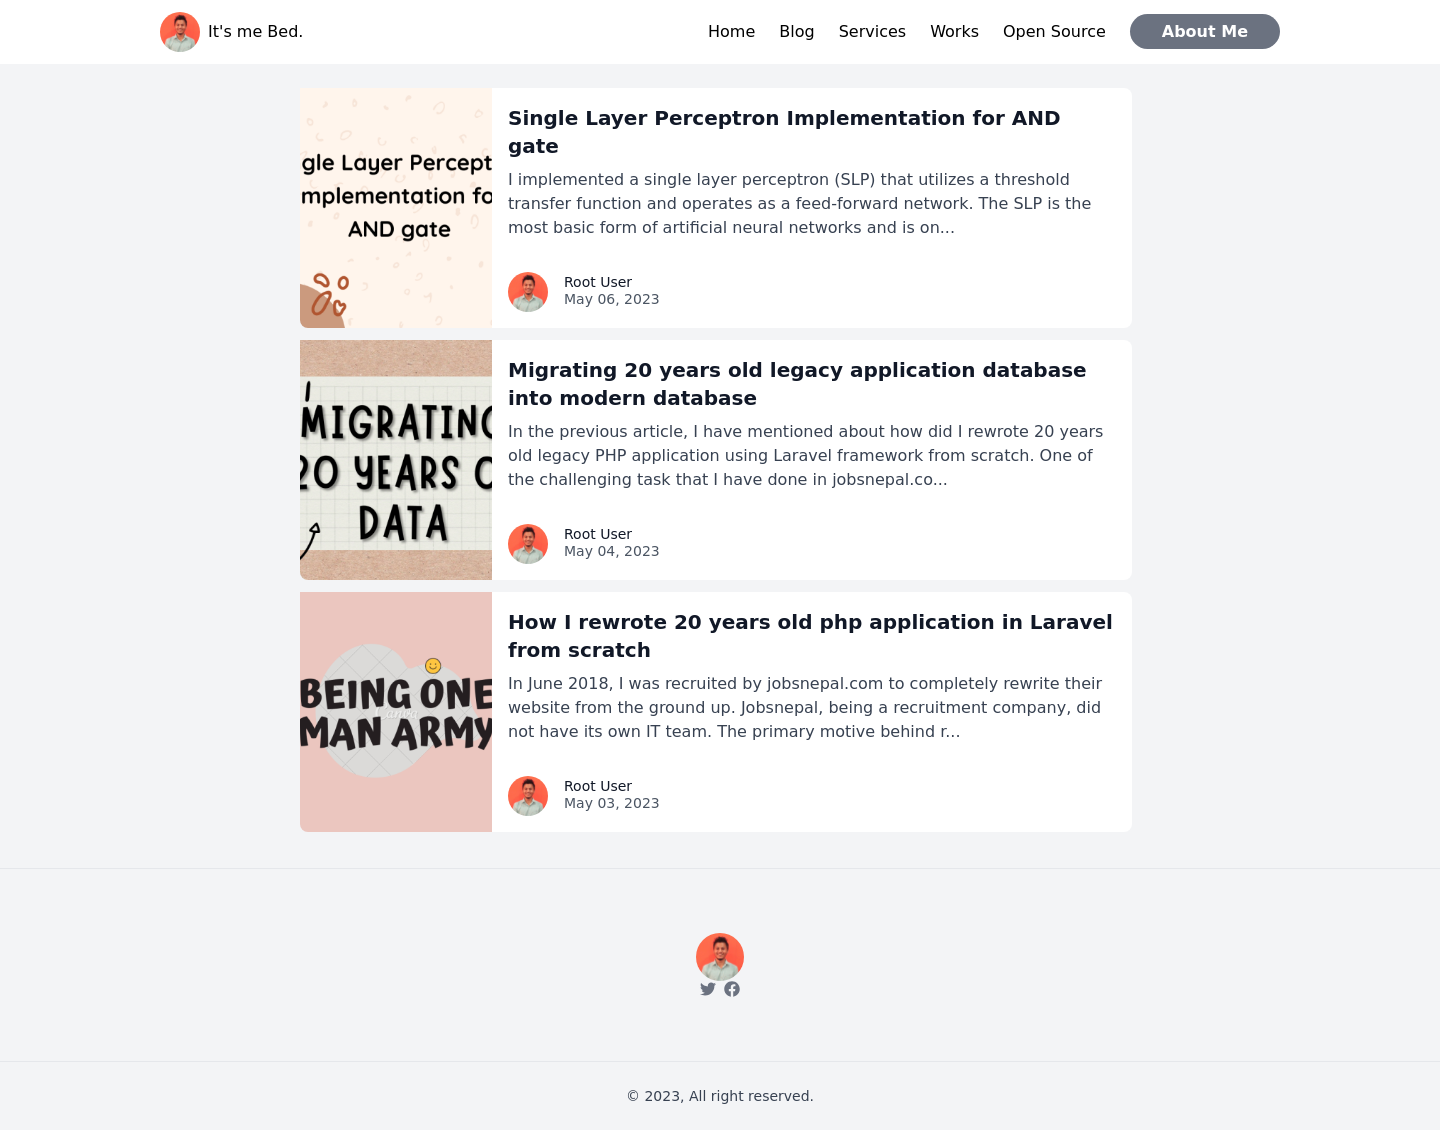 It's me Bed.
Home
Blog
Services
Works
Open Source
About Me
gle Layer Percept
mplementation fo
AND gate
Single Layer Perceptron Implementation for AND
gate
I implemented a single layer perceptron (SLP) that utilizes a threshold
transfer function and operates as a feed-forward network. The SLP is the
most basic form of artificial neural networks and is on...
Root User
May 06, 2023
MIGRATING
20 YEARS O
DATA
Migrating 20 years old legacy application database
into modern database
In the previous article, I have mentioned about how did I rewrote 20 years
old legacy PHP application using Laravel framework from scratch. One of
the challenging task that I have done in jobsnepal.co...
Root User
May 04, 2023
BEING ONE
MAN ARMY
Canva
How I rewrote 20 years old php application in Laravel
from scratch
In June 2018, I was recruited by jobsnepal.com to completely rewrite their
website from the ground up. Jobsnepal, being a recruitment company, did
not have its own IT team. The primary motive behind r...
Root User
May 03, 2023
© 2023, All right reserved.